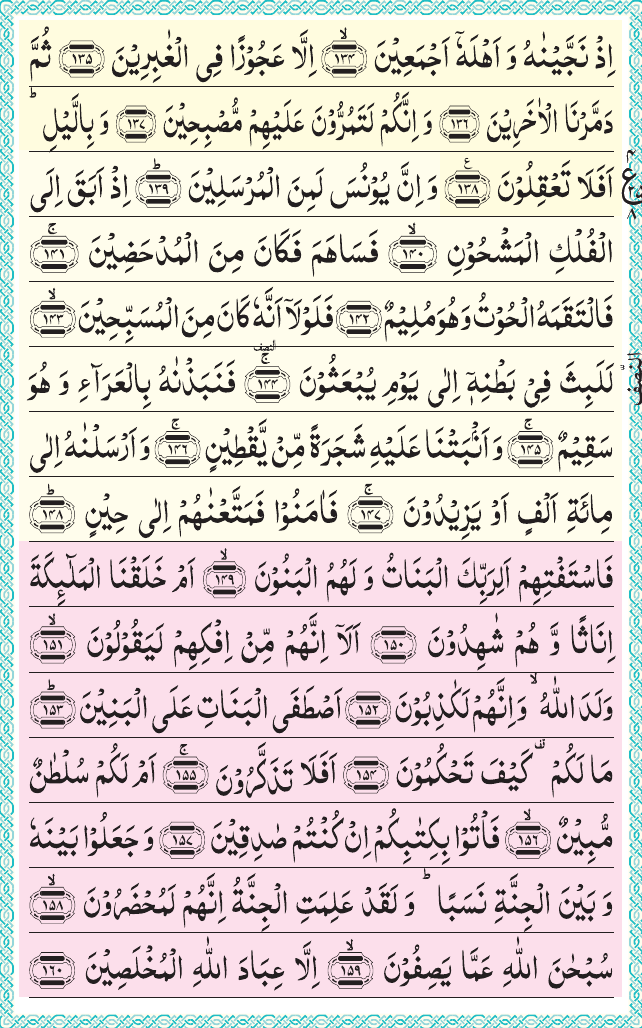 اِذْ نَجَّيْنٰهُ وَ اَهْلَهٗۤ اَجْمَعِيْنَ ۙ﴿۱۳۴﴾ اِلَّا عَجُوْزًا فِى الْغٰبِرِيْنَ ﴿۱۳۵﴾ ثُمَّ
دَمَّرْنَا الْاٰخَرِيْنَ ﴿۱۳۶﴾ وَ اِنَّكُمْ لَتَمُرُّوْنَ عَلَيْهِمْ مُّصْبِحِيْنَ ﴿۱۳۷﴾ وَ بِالَّيْلِ ؕ
اَفَلَا تَعْقِلُوْنَ ﴿۱۳۸﴾ وَ اِنَّ يُوْنُسَ لَمِنَ الْمُرْسَلِيْنَ ؕ﴿۱۳۹﴾ اِذْ اَبَقَ اِلَى
الْفُلْكِ الْمَشْحُوْنِ ۙ﴿۱۴۰﴾ فَسَاهَمَ فَكَانَ مِنَ الْمُدْحَضِيْنَ ۚ﴿۱۴۱﴾
فَالْتَقَمَهُ الْحُوْتُ وَ هُوَ مُلِيْمٌ ﴿۱۴۲﴾ فَلَوْلَاۤ اَنَّهٗ كَانَ مِنَ الْمُسَبِّحِيْنَ ۙ﴿۱۴۳﴾
لَلَبِثَ فِىْ بَطْنِهٖۤ اِلٰى يَوْمِ يُبْعَثُوْنَ ۚ﴿۱۴۴﴾ فَنَبَذْنٰهُ بِالْعَرَآءِ وَ هُوَ
سَقِيْمٌ ۚ﴿۱۴۵﴾ وَ اَنْۢبَتْنَا عَلَيْهِ شَجَرَةً مِّنْ يَّقْطِيْنٍ ۚ﴿۱۴۶﴾ وَ اَرْسَلْنٰهُ اِلٰى
مِائَةِ اَلْفٍ اَوْ يَزِيْدُوْنَ ۚ﴿۱۴۷﴾ فَاٰمَنُوْا فَمَتَّعْنٰهُمْ اِلٰى حِيْنٍ ؕ﴿۱۴۸﴾
فَاسْتَفْتِهِمْ اَلِرَبِّكَ الْبَنَاتُ وَ لَهُمُ الْبَنُوْنَ ۙ﴿۱۴۹﴾ اَمْ خَلَقْنَا الْمَلٰٓئِكَةَ
اِنَاثًا وَّ هُمْ شٰهِدُوْنَ ﴿۱۵۰﴾ اَلَاۤ اِنَّهُمْ مِّنْ اِفْكِهِمْ لَيَقُوْلُوْنَ ۙ﴿۱۵۱﴾
وَلَدَ اللّٰهُ ۙ وَ اِنَّهُمْ لَكٰذِبُوْنَ ﴿۱۵۲﴾ اَصْطَفَى الْبَنَاتِ عَلَى الْبَنِيْنَ ؕ﴿۱۵۳﴾
مَا لَكُمْ ۟ كَيْفَ تَحْكُمُوْنَ ﴿۱۵۴﴾ اَفَلَا تَذَكَّرُوْنَ ۚ﴿۱۵۵﴾ اَمْ لَكُمْ سُلْطٰنٌ
مُّبِيْنٌ ۙ﴿۱۵۶﴾ فَاْتُوْا بِكِتٰبِكُمْ اِنْ كُنْتُمْ صٰدِقِيْنَ ﴿۱۵۷﴾ وَ جَعَلُوْا بَيْنَهٗ
وَ بَيْنَ الْجِنَّةِ نَسَبًا ؕ وَ لَقَدْ عَلِمَتِ الْجِنَّةُ اِنَّهُمْ لَمُحْضَرُوْنَ ۙ﴿۱۵۸﴾
سُبْحٰنَ اللّٰهِ عَمَّا يَصِفُوْنَ ۙ﴿۱۵۹﴾ اِلَّا عِبَادَ اللّٰهِ الْمُخْلَصِيْنَ ﴿۱۶۰﴾